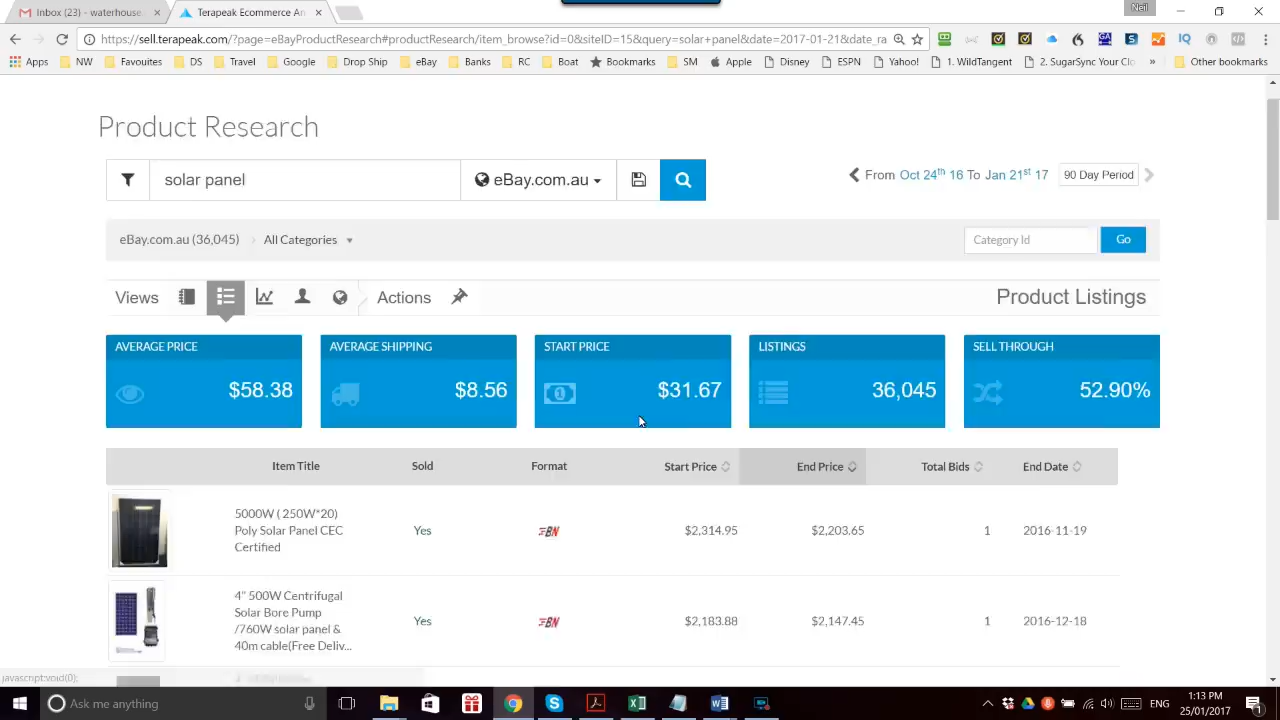 Inbox (23) - waterhouse.
Terapeak Ecommerce An
Neil
https://sell.terapeak.com/?page=eBayProductResearch#productResearch/item_browse?id=0&siteID=15&query=solar+panel&date=2017-01-21&date_ra
Apps NW Favouites DS Travel Google Drop Ship eBay Banks RC Boat Bookmarks SM Apple Disney ESPN Yahoo! 1. WildTangent 2. SugarSync Your Clo » Other bookmarks
Product Research
solar panel eBay.com.au
From Oct 24th 16 To Jan 21st 17 90 Day Period
eBay.com.au (36,045) All Categories Category Id Go
Views Actions Product Listings
AVERAGE PRICE AVERAGE SHIPPING START PRICE LISTINGS SELL THROUGH
$58.38 $8.56 $31.67 36,045 52.90%
Item Title Sold Format Start Price End Price Total Bids End Date
5000W ( 250W*20)
Poly Solar Panel CEC
Certified
Yes BN $2,314.95 $2,203.65 1 2016-11-19
4" 500W Centrifugal
Solar Bore Pump
/760W solar panel &
40m cable(Free Deliv...
Yes BN $2,183.88 $2,147.45 1 2016-12-18
javascript:void(0);
Ask me anything
ENG
1:13 PM
25/01/2017